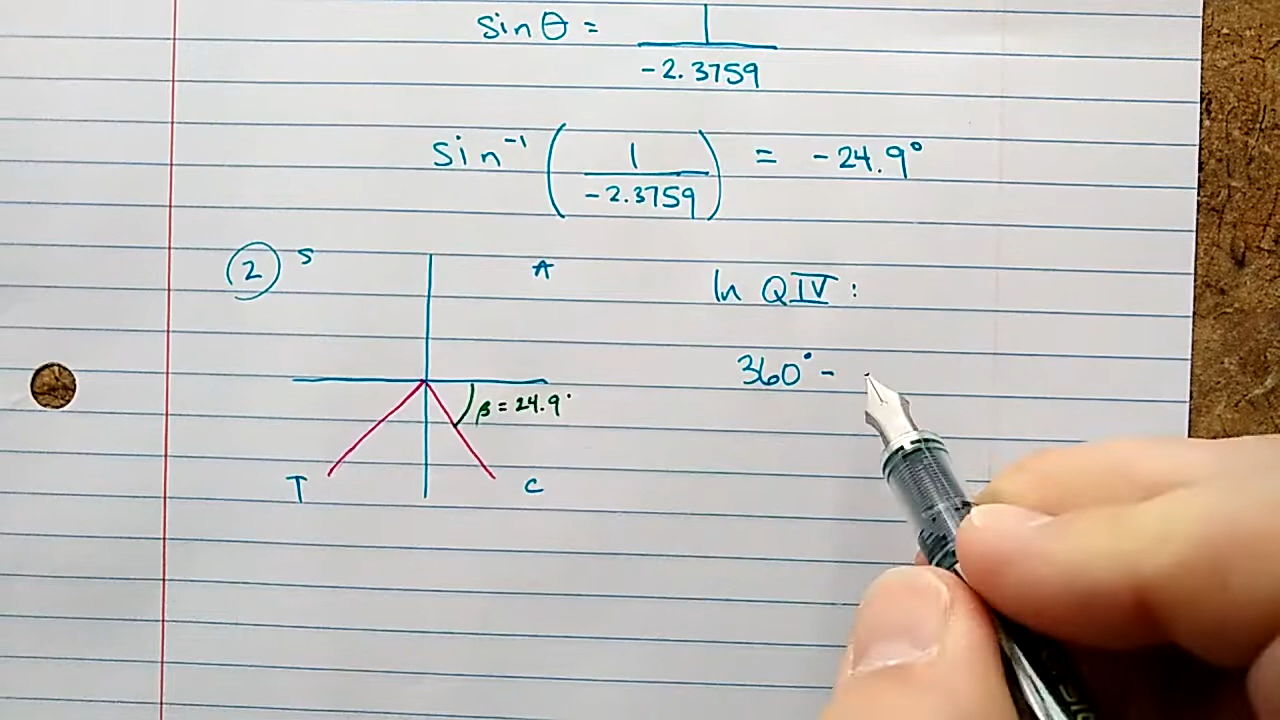 sin θ = 1 / -2.3759
sin⁻¹ ( 1 / -2.3759 ) = -24.9°
② S A In QIV :
360° -
β = 24.9°
T C